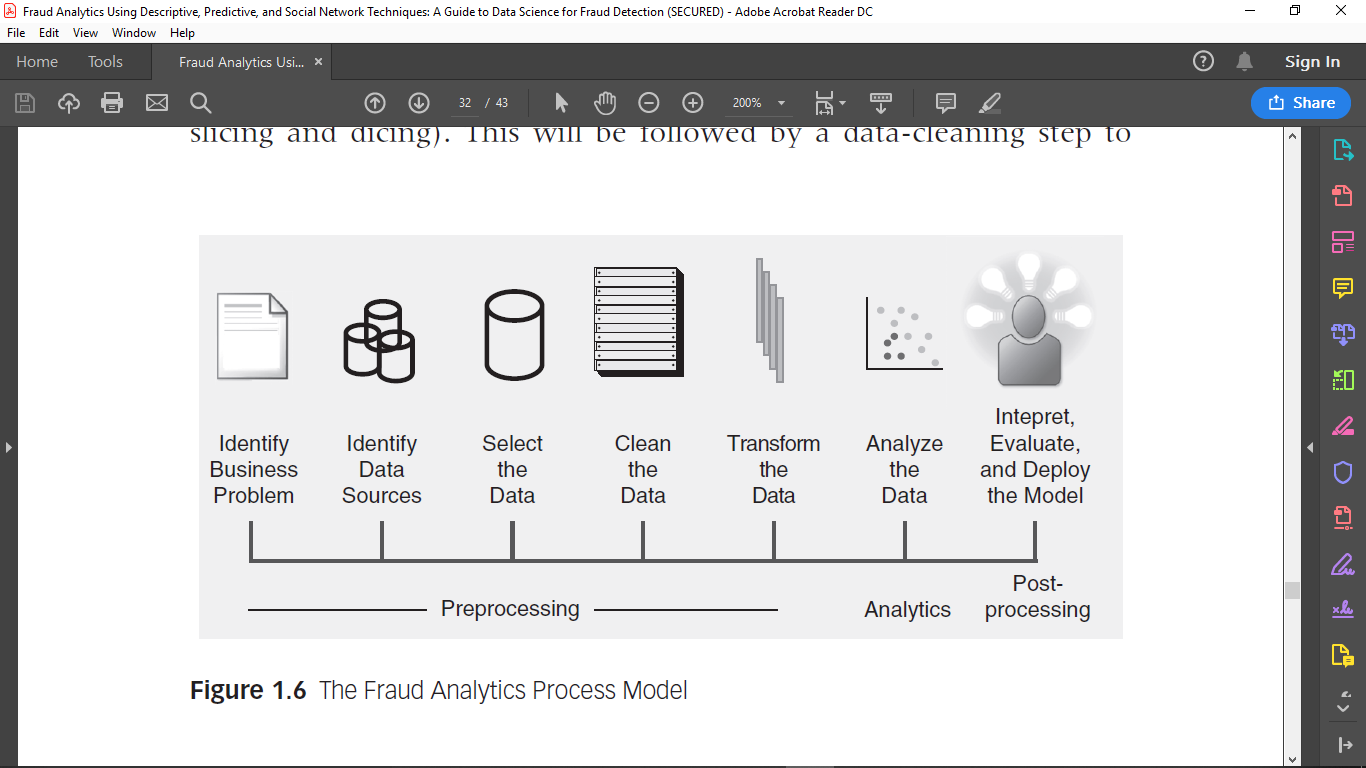 Fraud Analytics Using Descriptive, Predictive, and Social Network Techniques: A Guide to Data Science for Fraud Detection (SECURED) - Adobe Acrobat Reader DC
File Edit View Window Help
Home Tools Fraud Analytics Usi... × Sign In
32 / 43 200% Share
slicing and dicing). This will be followed by a data-cleaning step to
Identify
Business
Problem
Identify
Data
Sources
Select
the
Data
Clean
the
Data
Transform
the
Data
Analyze
the
Data
Intepret,
Evaluate,
and Deploy
the Model
Preprocessing
Analytics
Post-
processing
Figure 1.6 The Fraud Analytics Process Model